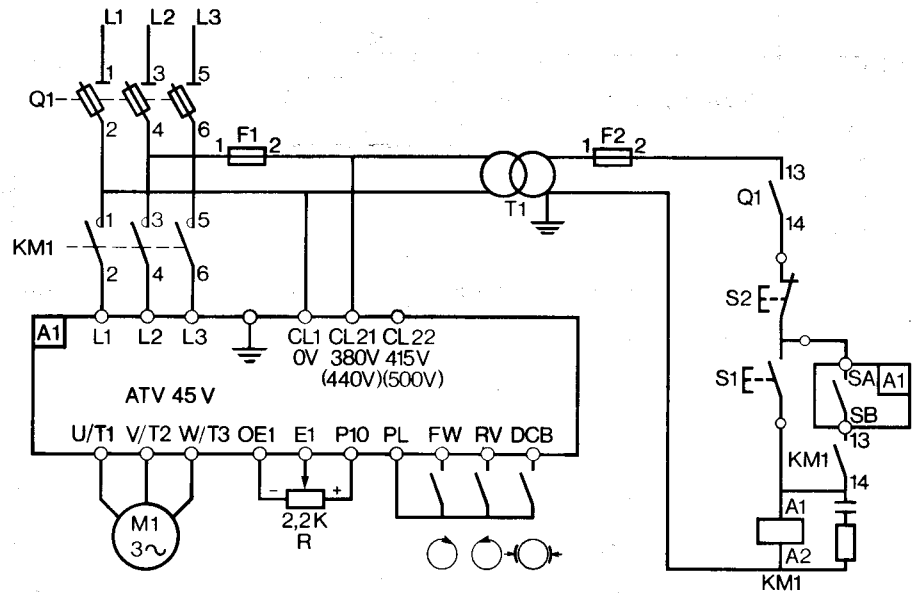 L1 L2 L3
1 3 5
Q1
2 4 6
1 F1 2
1 F2 2
T1
13
Q1
14
1 3 5
KM1
2 4 6
S2
A1
L1 L2 L3 CL1 CL21 CL22
0V 380V 415V
(440V) (500V)
ATV 45 V
U/T1 V/T2 W/T3 OE1 E1 P10 PL FW RV DCB
S1
SA A1
SB
13
KM1
14
- +
2,2K
R
M1
3~
A1
A2
KM1